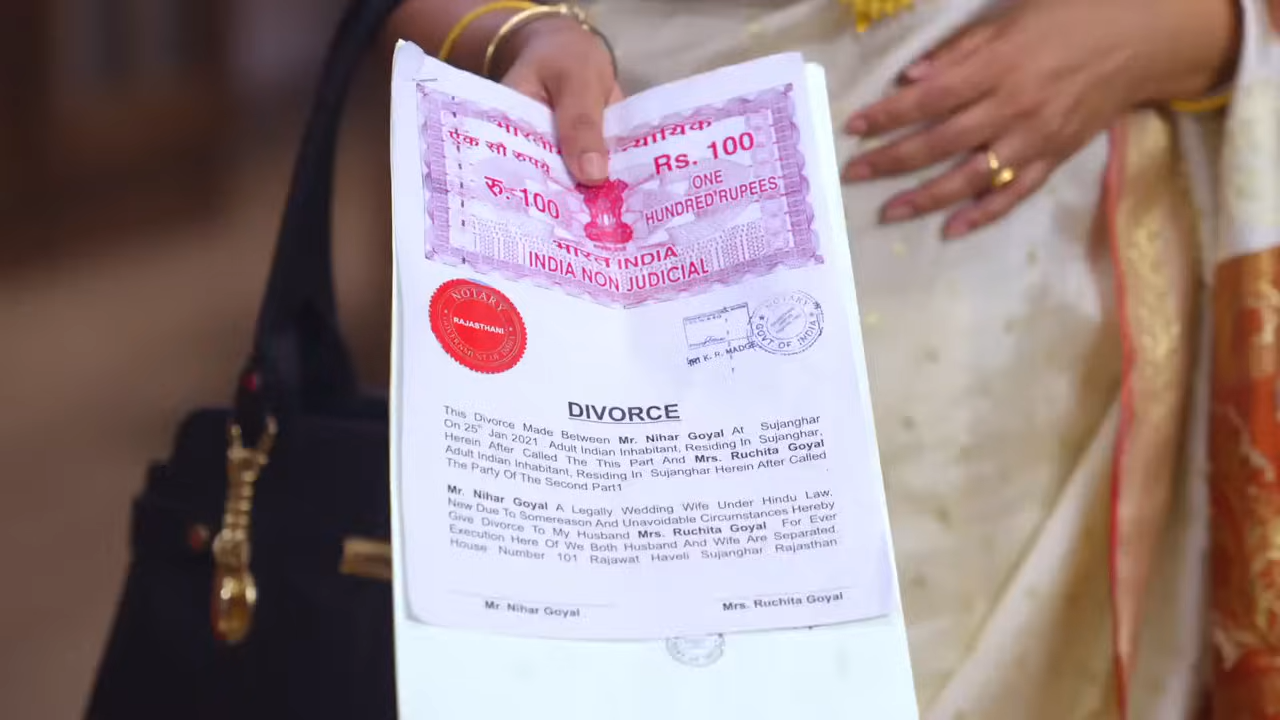 भारतीय
न्यायिक
एक सौ रुपये
Rs. 100
रु. 100
ONE
HUNDRED RUPEES
भारत INDIA
INDIA NON JUDICIAL
NOTARY
RAJASTHANI
GOVERNMENT OF INDIA
NOTARY
GOVT OF INDIA
K. R. MADGE
DIVORCE
This Divorce Made Between Mr. Nihar Goyal At Sujanghar
On 25th Jan 2021 Adult Indian Inhabitant, Residing In Sujanghar,
Herein After Called The This Part And Mrs. Ruchita Goyal
Adult Indian Inhabitant, Residing In Sujanghar Herein After Called
The Party Of The Second Part1
Mr. Nihar Goyal A Legally Wedding Wife Under Hindu Law.
New Due To Somereason And Unavoidable Circumstances Hereby
Give Divorce To My Husband Mrs. Ruchita Goyal For Ever
Execution Here Of We Both Husband And Wife Are Separated.
House Number 101 Rajawat Haveli Sujanghar Rajasthan
Mr. Nihar Goyal
Mrs. Ruchita Goyal